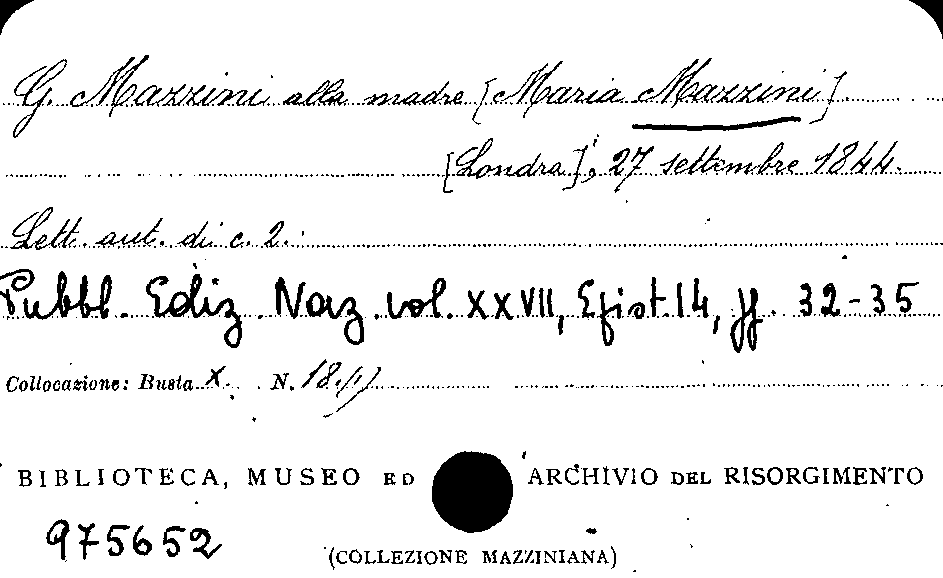 G. Mazzini alla madre [Maria Mazzini]
[Londra], 27 settembre 1844.
Lett. aut. di c. 2.
Pubbl. Ediz. Naz. vol. XXVII, Epist. 14, pp. 32-35
Collocazione: Busta X. N. 18.(1)
BIBLIOTECA, MUSEO ED ARCHIVIO DEL RISORGIMENTO
975652
(COLLEZIONE MAZZINIANA)